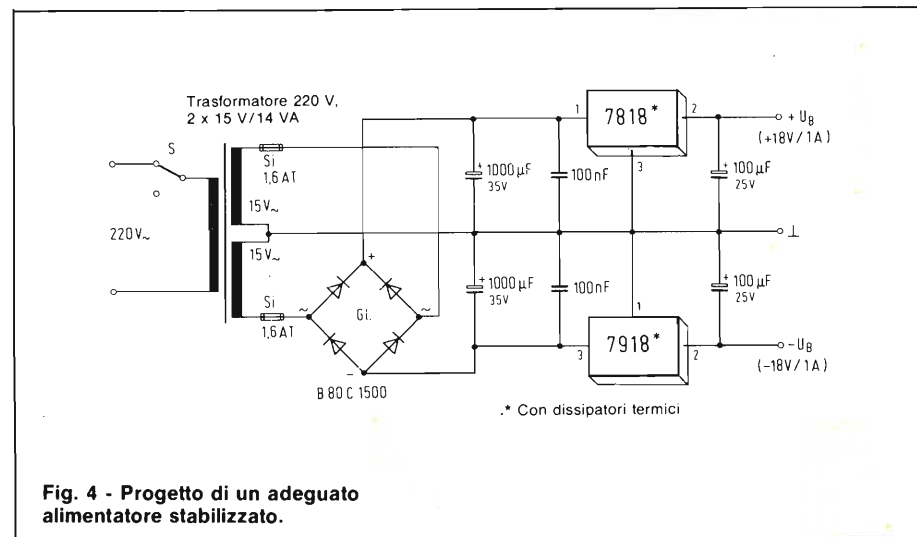 Trasformatore 220 V,
2 x 15 V/14 VA
S
Si
1,6 AT
15V~
220V~
15V~
Si
1,6 AT
+
~
Gi.
~
-
B 80 C 1500
+ 1000 µF
35V
100nF
+ 1000 µF
35V
100nF
1
7818*
2
3
+ 100 µF
25V
+ UB
(+18V/1A)
⊥
+ 100 µF
25V
1
3
7918*
2
- UB
(-18V/1A)
.* Con dissipatori termici
Fig. 4 - Progetto di un adeguato
alimentatore stabilizzato.